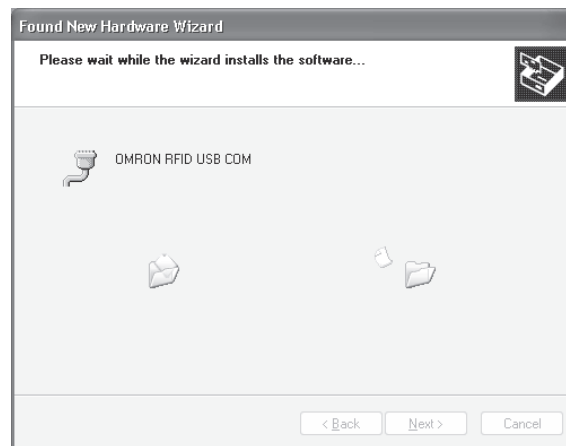 Found New Hardware Wizard
Please wait while the wizard installs the software...
OMRON RFID USB COM
< Back Next > Cancel